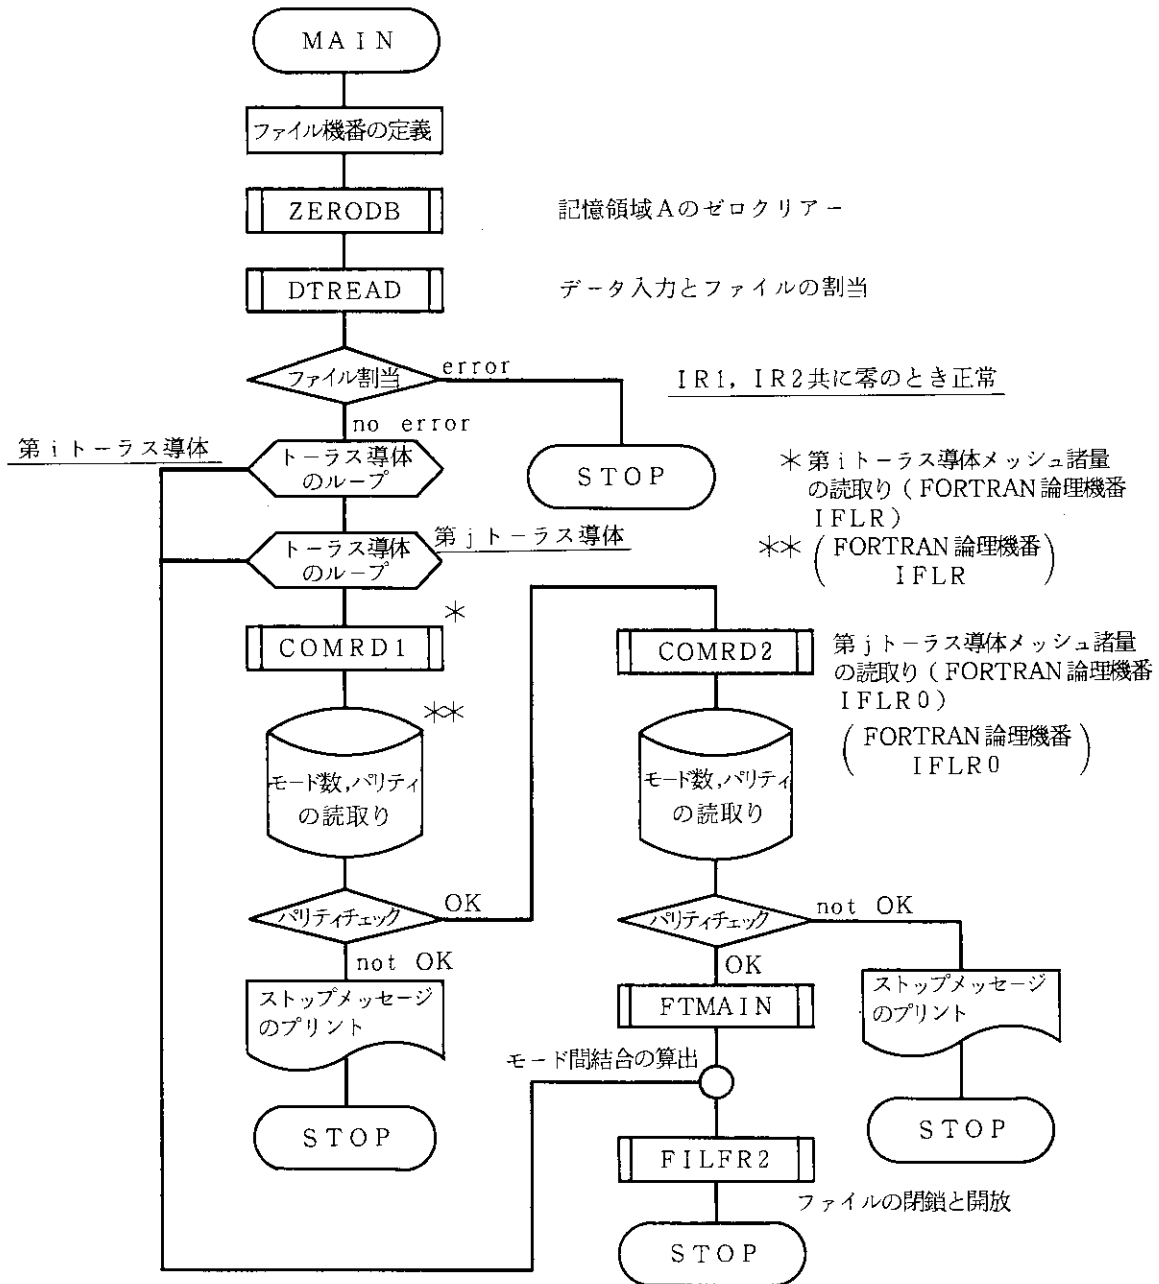 MAIN
ファイル機番の定義
ZERODB
記憶領域Aのゼロクリアー
DTREAD
データ入力とファイルの割当
ファイル割当
error
IR1, IR2共に零のとき正常
no error
STOP
第iトーラス導体
トーラス導体
のループ
第jトーラス導体
トーラス導体
のループ
＊第iトーラス導体メッシュ諸量
の読取り(FORTRAN論理機番
IFLR)
＊＊(FORTRAN論理機番
IFLR)
COMRD1
＊
＊＊
モード数,パリティ
の読取り
パリティチェック
OK
not OK
ストップメッセージ
のプリント
STOP
COMRD2
第jトーラス導体メッシュ諸量
の読取り(FORTRAN論理機番
IFLR0)
(FORTRAN論理機番
IFLR0)
モード数,パリティ
の読取り
パリティチェック
not OK
OK
ストップメッセージ
のプリント
STOP
FTMAIN
モード間結合の算出
FILFR2
ファイルの閉鎖と開放
STOP